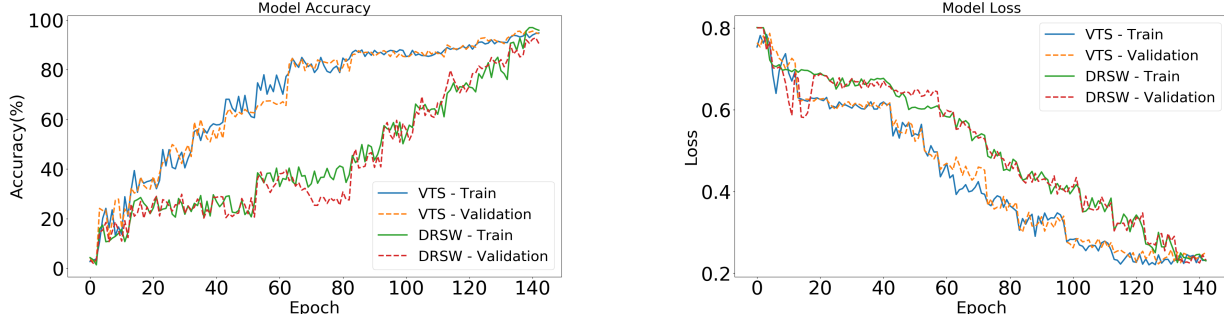 Model Accuracy
100
80
60
40
20
0
Accuracy(%)
0 20 40 60 80 100 120 140
Epoch
VTS - Train
VTS - Validation
DRSW - Train
DRSW - Validation
Model Loss
0.8
0.6
0.4
0.2
Loss
0 20 40 60 80 100 120 140
Epoch
VTS - Train
VTS - Validation
DRSW - Train
DRSW - Validation